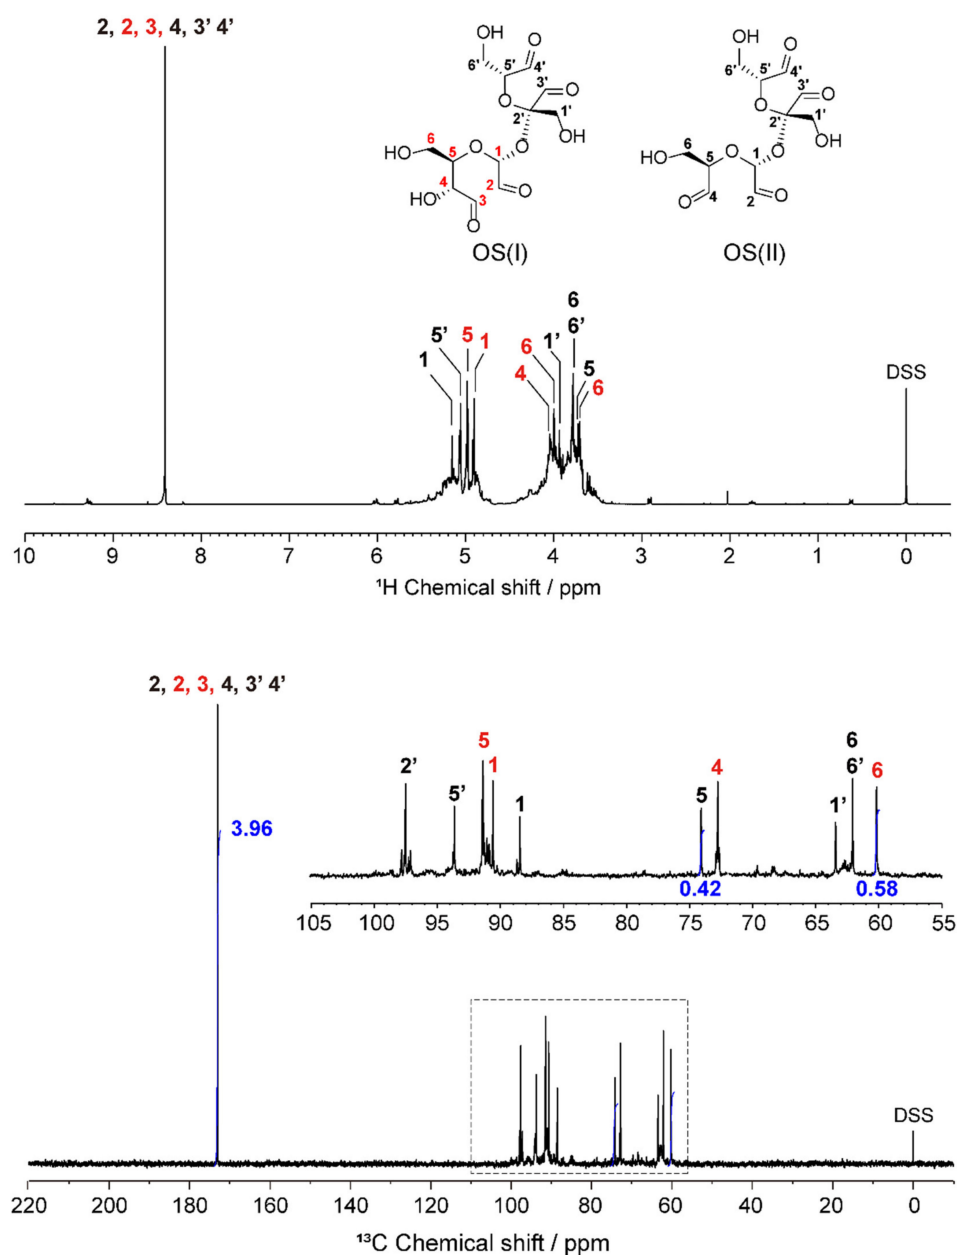 2, 2, 3, 4, 3’ 4’
HO
O
4'
6'
5'
3'
O
O
2'
1'
OH
O
6
HO
5
O
1
4
2
O
HO
3
O
OS(I)
HO
O
4'
6'
5'
3'
O
O
2'
1'
OH
O
6
HO
5
O
1
O
4
2
O
OS(II)
1
5’
5
1
4
6
1’
6
6’
5
6
DSS
10 9 8 7 6 5 4 3 2 1 0
¹H Chemical shift / ppm
2, 2, 3, 4, 3’ 4’
3.96
2’
5’
5
1
1
5
4
1’
6
6’
6
0.42
0.58
105 100 95 90 85 80 75 70 65 60 55
DSS
220 200 180 160 140 120 100 80 60 40 20 0
¹³C Chemical shift / ppm